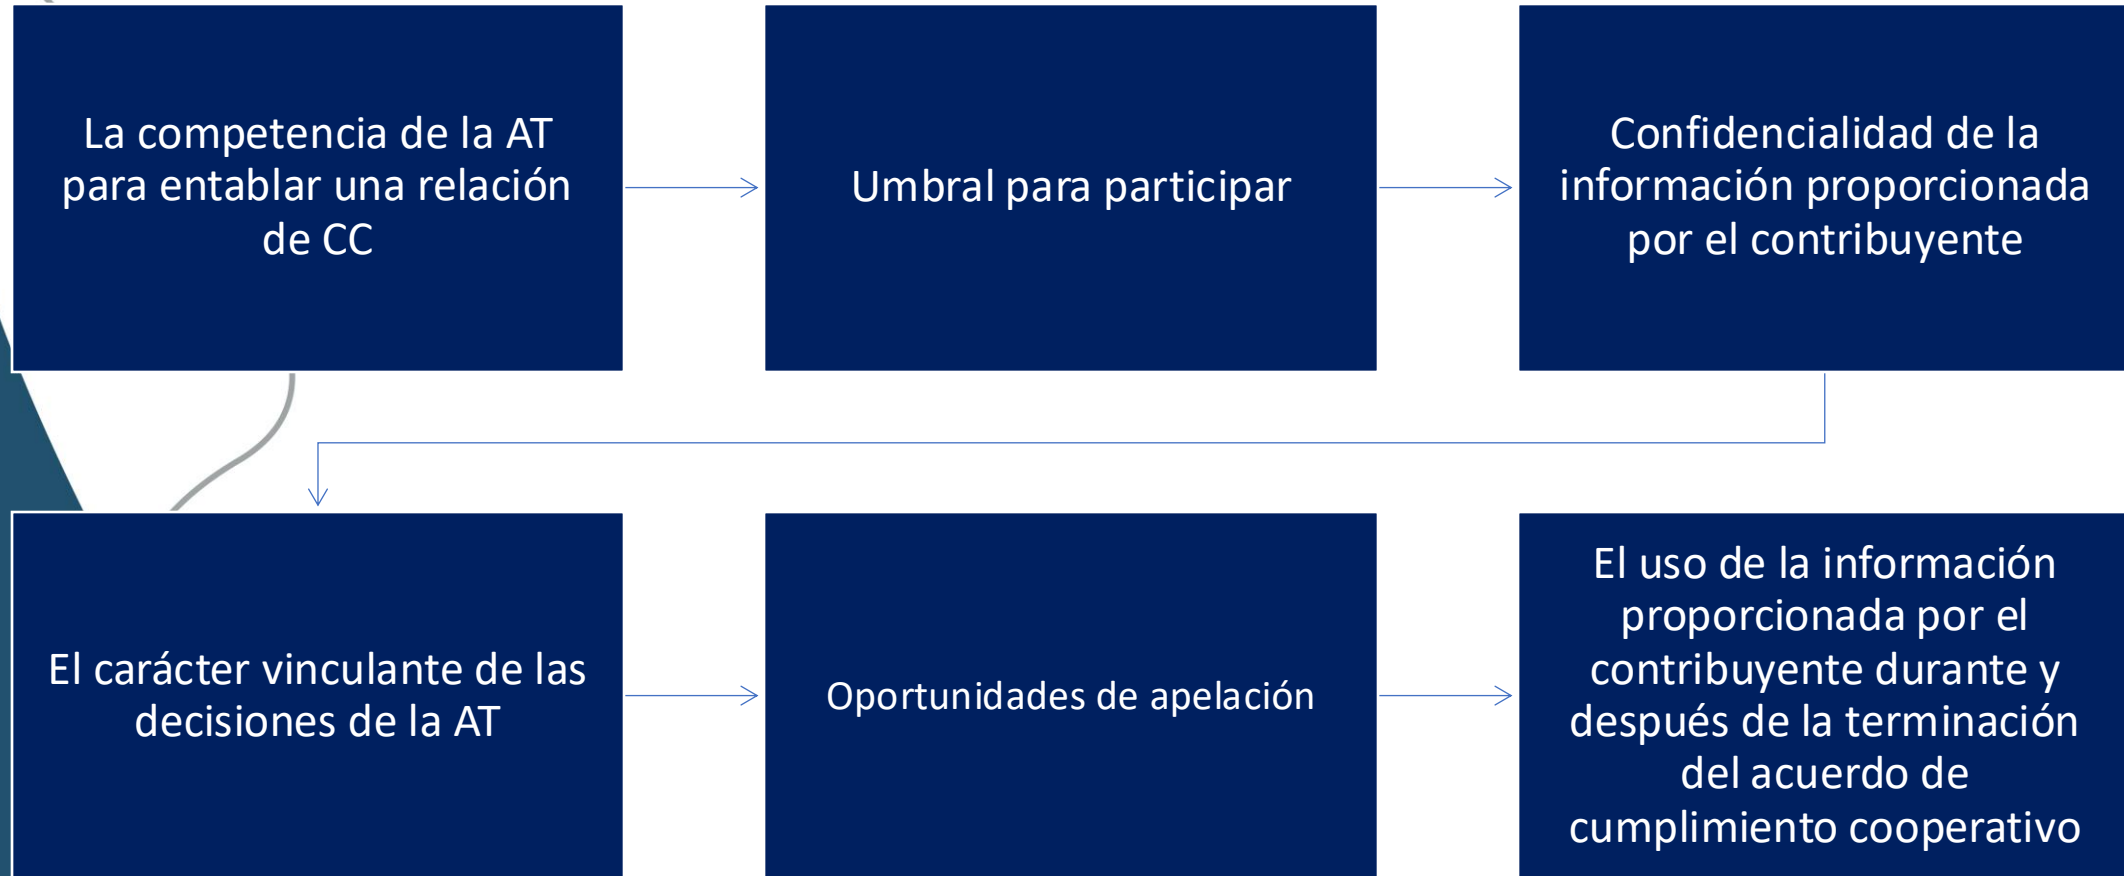 La competencia de la AT
para entablar una relación
de CC
Umbral para participar
Confidencialidad de la
información proporcionada
por el contribuyente
El carácter vinculante de las
decisiones de la AT
Oportunidades de apelación
El uso de la información
proporcionada por el
contribuyente durante y
después de la terminación
del acuerdo de
cumplimiento cooperativo